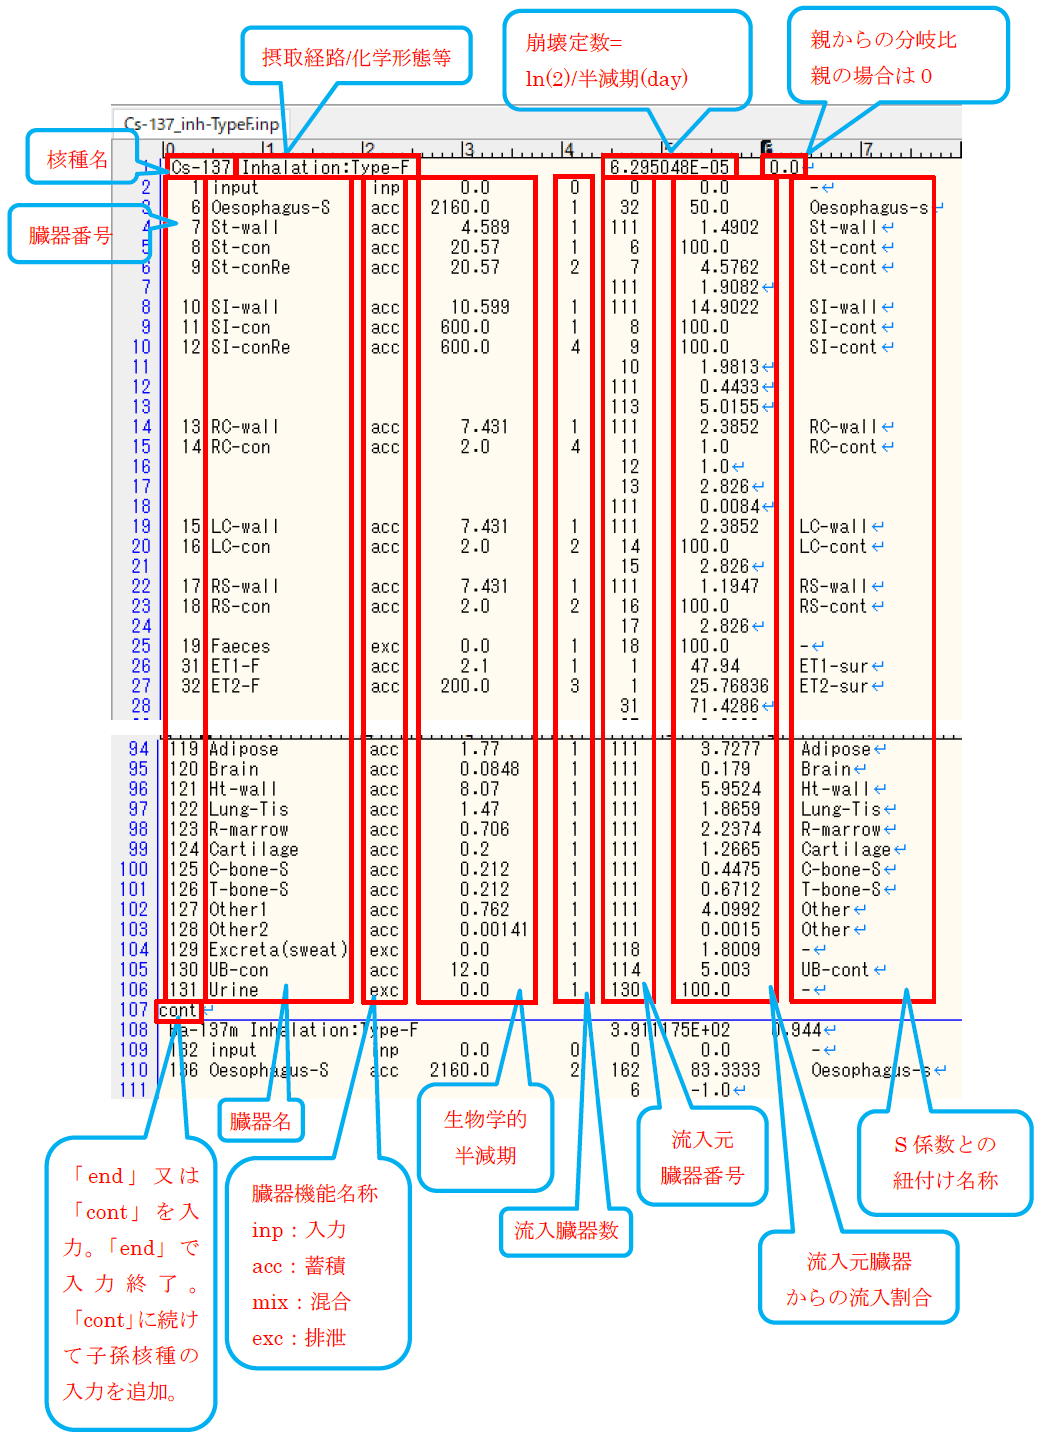 摂取経路/化学形態等
崩壊定数=
ln(2)/半減期(day)
親からの分岐比
親の場合は0
核種名
臓器番号
Cs-137_inh-TypeF.inp
0 1 2 3 4 5 6 7
1 Cs-137 Inhalation:Type-F 6.295048E-05 0.0
2 1 input inp 0.0 0 0 0.0 -
3 6 Oesophagus-S acc 2160.0 1 32 50.0 Oesophagus-s
4 7 St-wall acc 4.589 1 111 1.4902 St-wall
5 8 St-con acc 20.57 1 6 100.0 St-cont
6 9 St-conRe acc 20.57 2 7 4.5762 St-cont
7 111 1.9082
8 10 SI-wall acc 10.599 1 111 14.9022 SI-wall
9 11 SI-con acc 600.0 1 8 100.0 SI-cont
10 12 SI-conRe acc 600.0 4 9 100.0 SI-cont
11 10 1.9813
12 111 0.4433
13 113 5.0155
14 13 RC-wall acc 7.431 1 111 2.3852 RC-wall
15 14 RC-con acc 2.0 4 11 1.0 RC-cont
16 12 1.0
17 13 2.826
18 111 0.0084
19 15 LC-wall acc 7.431 1 111 2.3852 LC-wall
20 16 LC-con acc 2.0 2 14 100.0 LC-cont
21 15 2.826
22 17 RS-wall acc 7.431 1 111 1.1947 RS-wall
23 18 RS-con acc 2.0 2 16 100.0 RS-cont
24 17 2.826
25 19 Faeces exc 0.0 1 18 100.0 -
26 31 ET1-F acc 2.1 1 1 47.94 ET1-sur
27 32 ET2-F acc 200.0 3 1 25.76836 ET2-sur
28 31 71.4286
94 119 Adipose acc 1.77 1 111 3.7277 Adipose
95 120 Brain acc 0.0848 1 111 0.179 Brain
96 121 Ht-wall acc 8.07 1 111 5.9524 Ht-wall
97 122 Lung-Tis acc 1.47 1 111 1.8659 Lung-Tis
98 123 R-marrow acc 0.706 1 111 2.2374 R-marrow
99 124 Cartilage acc 0.2 1 111 1.2665 Cartilage
100 125 C-bone-S acc 0.212 1 111 0.4475 C-bone-S
101 126 T-bone-S acc 0.212 1 111 0.6712 T-bone-S
102 127 Other1 acc 0.762 1 111 4.0992 Other
103 128 Other2 acc 0.00141 1 111 0.0015 Other
104 129 Excreta(sweat) exc 0.0 1 118 1.8009 -
105 130 UB-con acc 12.0 1 114 5.003 UB-cont
106 131 Urine exc 0.0 1 130 100.0 -
107 cont
108 Ba-137m Inhalation:Type-F 3.911175E+02 0.944
109 132 input inp 0.0 0 0 0.0 -
110 136 Oesophagus-S acc 2160.0 2 162 83.3333 Oesophagus-s
111 6 -1.0
臓器名
生物学的
半減期
流入元
臓器番号
S係数との
紐付け名称
「end」又は
「cont」を入
力。「end」で
入力終了。
「cont」に続け
て子孫核種の
入力を追加。
臓器機能名称
inp：入力
acc：蓄積
mix：混合
exc：排泄
流入臓器数
流入元臓器
からの流入割合